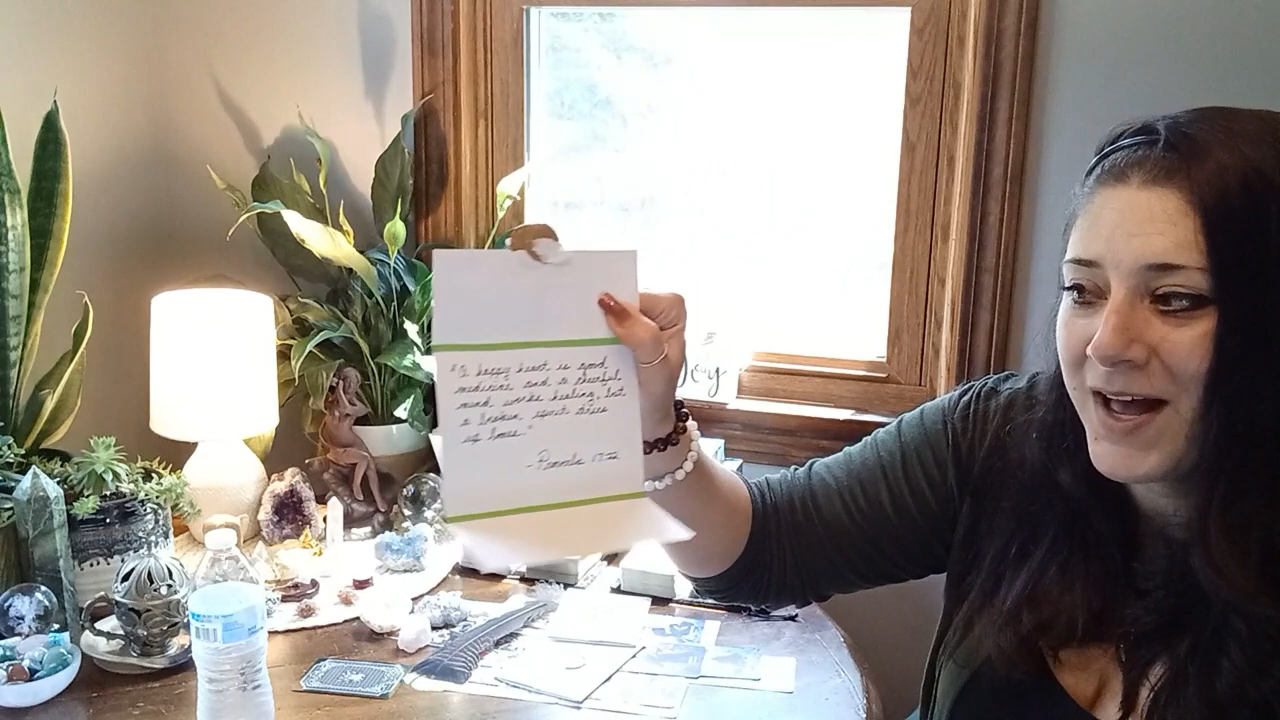 "A happy heart is good
medicine and a cheerful
mind works healing, but
a broken spirit dries
up bones."
- Proverbs 17:22